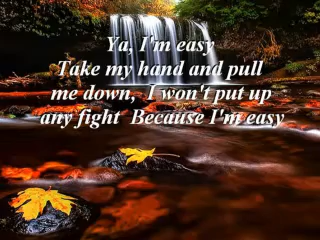 Ya, I'm easy
Take my hand and pull
me down, I won't put up
any fight Because I'm easy